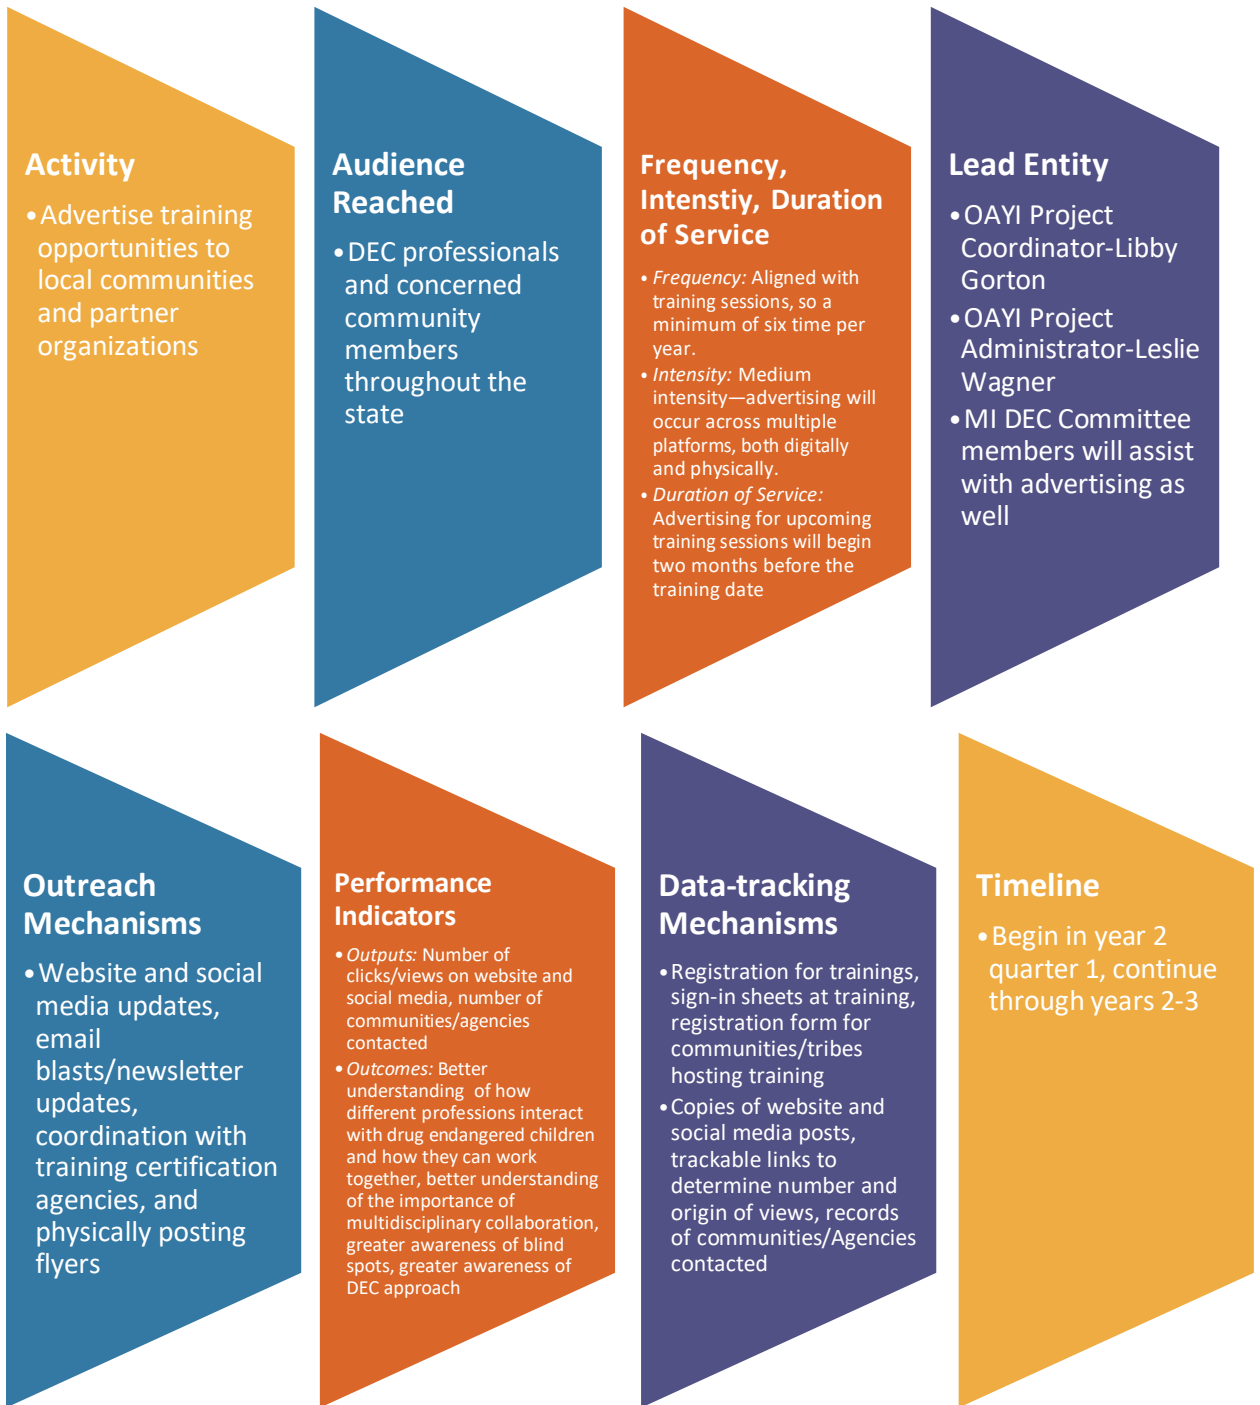 Activity
•Advertise training
opportunities to
local communities
and partner
organizations
Audience
Reached
•DEC professionals
and concerned
community
members
throughout the
state
Frequency,
Intenstiy, Duration
of Service
• Frequency: Aligned with
training sessions, so a
minimum of six time per
year.
• Intensity: Medium
intensity—advertising will
occur across multiple
platforms, both digitally
and physically.
• Duration of Service:
Advertising for upcoming
training sessions will begin
two months before the
training date
Lead Entity
•OAYI Project
Coordinator-Libby
Gorton
•OAYI Project
Administrator-Leslie
Wagner
•MI DEC Committee
members will assist
with advertising as
well
Outreach
Mechanisms
•Website and social
media updates,
email
blasts/newsletter
updates,
coordination with
training certification
agencies, and
physically posting
flyers
Performance
Indicators
• Outputs: Number of
clicks/views on website and
social media, number of
communities/agencies
contacted
• Outcomes: Better
understanding of how
different professions interact
with drug endangered children
and how they can work
together, better understanding
of the importance of
multidisciplinary collaboration,
greater awareness of blind
spots, greater awareness of
DEC approach
Data-tracking
Mechanisms
•Registration for trainings,
sign-in sheets at training,
registration form for
communities/tribes
hosting training
•Copies of website and
social media posts,
trackable links to
determine number and
origin of views, records
of communities/Agencies
contacted
Timeline
•Begin in year 2
quarter 1, continue
through years 2-3